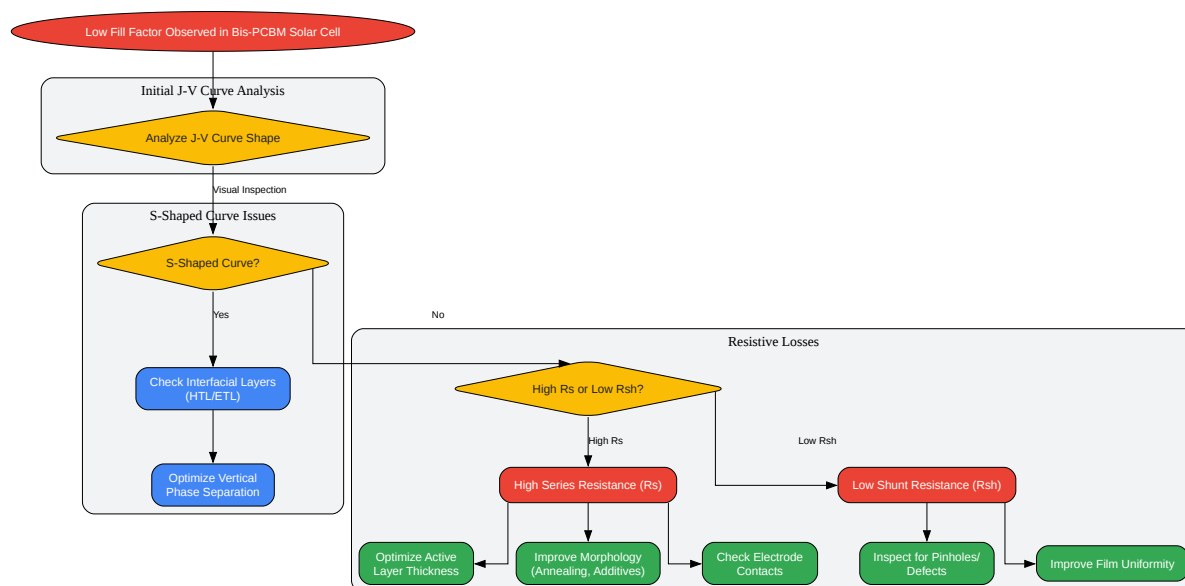 Low Fill Factor Observed in Bis-PCBM Solar Cell
Initial J-V Curve Analysis
Analyze J-V Curve Shape
Visual Inspection
S-Shaped Curve Issues
S-Shaped Curve?
Yes
No
Check Interfacial Layers
(HTL/ETL)
Optimize Vertical
Phase Separation
Resistive Losses
High Rs or Low Rsh?
High Rs
Low Rsh
High Series Resistance (Rs)
Low Shunt Resistance (Rsh)
Optimize Active
Layer Thickness
Improve Morphology
(Annealing, Additives)
Check Electrode
Contacts
Inspect for Pinholes/
Defects
Improve Film Uniformity